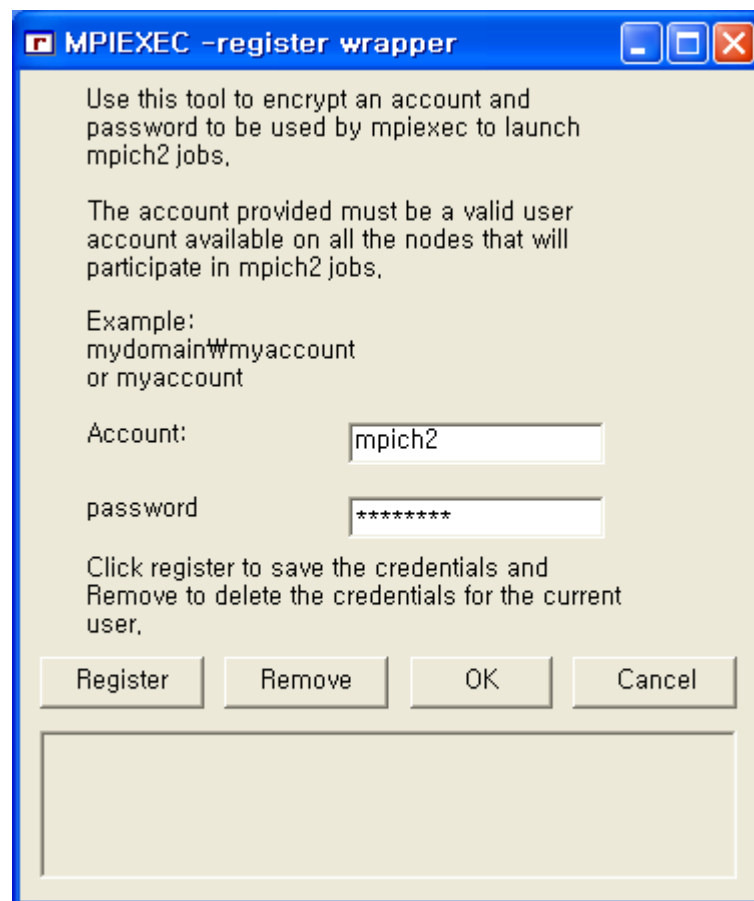 MPIEXEC -register wrapper
Use this tool to encrypt an account and
password to be used by mpiexec to launch
mpich2 jobs,
The account provided must be a valid user
account available on all the nodes that will
participate in mpich2 jobs,
Example:
mydomain₩myaccount
or myaccount
Account:
mpich2
password
********
Click register to save the credentials and
Remove to delete the credentials for the current
user,
Register Remove OK Cancel